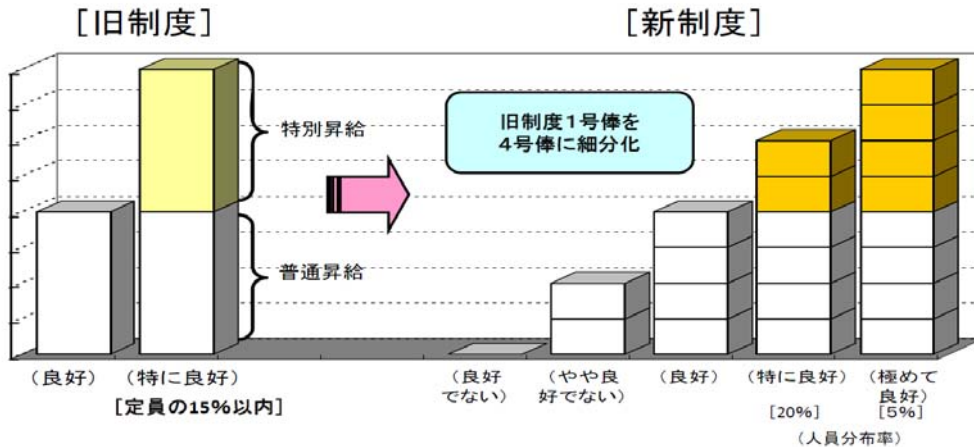 ［旧制度］
［新制度］
特別昇給
普通昇給
旧制度１号俸を
４号俸に細分化
（良好）
（特に良好）
［定員の15％以内］
（良好
でない）
（やや良
好でない）
（良好）
（特に良好）
［20%］
（極めて
良好）
［5%］
（人員分布率）